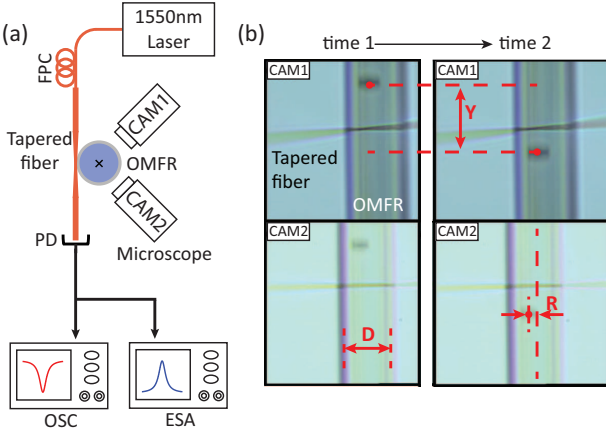 (a)
1550nm
Laser
FPC
CAM1
Tapered
fiber
OMFR
CAM2
PD
Microscope
OSC
ESA
(b)
time 1
time 2
CAM1
CAM1
Y
Tapered
fiber
OMFR
CAM2
CAM2
D
R